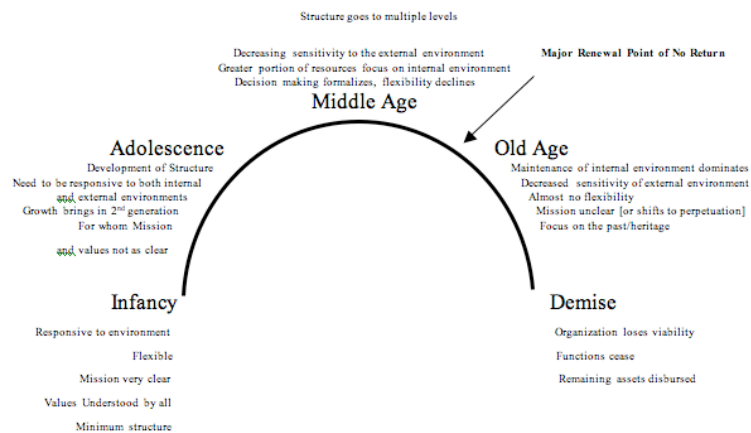 Structure goes to multiple levels
Decreasing sensitivity to the external environment
Greater portion of resources focus on internal environment
Decision making formalizes, flexibility declines
Middle Age
Major Renewal Point of No Return
Adolescence
Development of Structure
Need to be responsive to both internal
and external environments
Growth brings in 2nd generation
For whom Mission
and values not as clear
Old Age
Maintenance of internal environment dominates
Decreased sensitivity of external environment
Almost no flexibility
Mission unclear [or shifts to perpetuation]
Focus on the past/heritage
Infancy
Responsive to environment
Flexible
Mission very clear
Values Understood by all
Minimum structure
Demise
Organization loses viability
Functions cease
Remaining assets disbursed